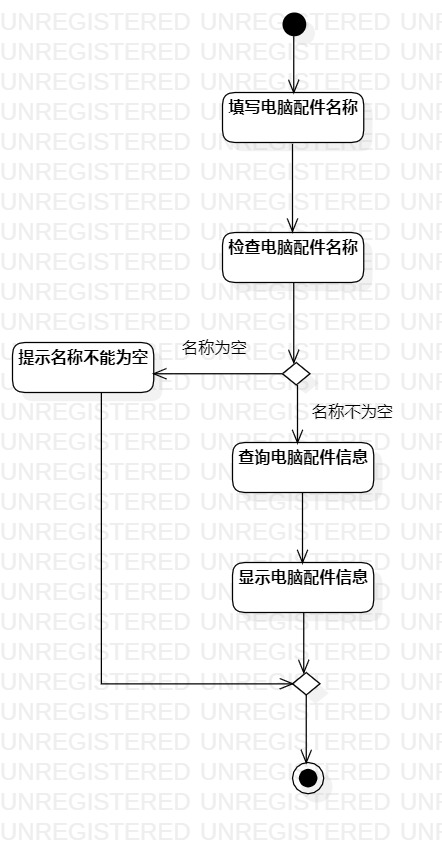 填写电脑配件名称
检查电脑配件名称
名称为空
提示名称不能为空
名称不为空
查询电脑配件信息
显示电脑配件信息
UNREGISTERED